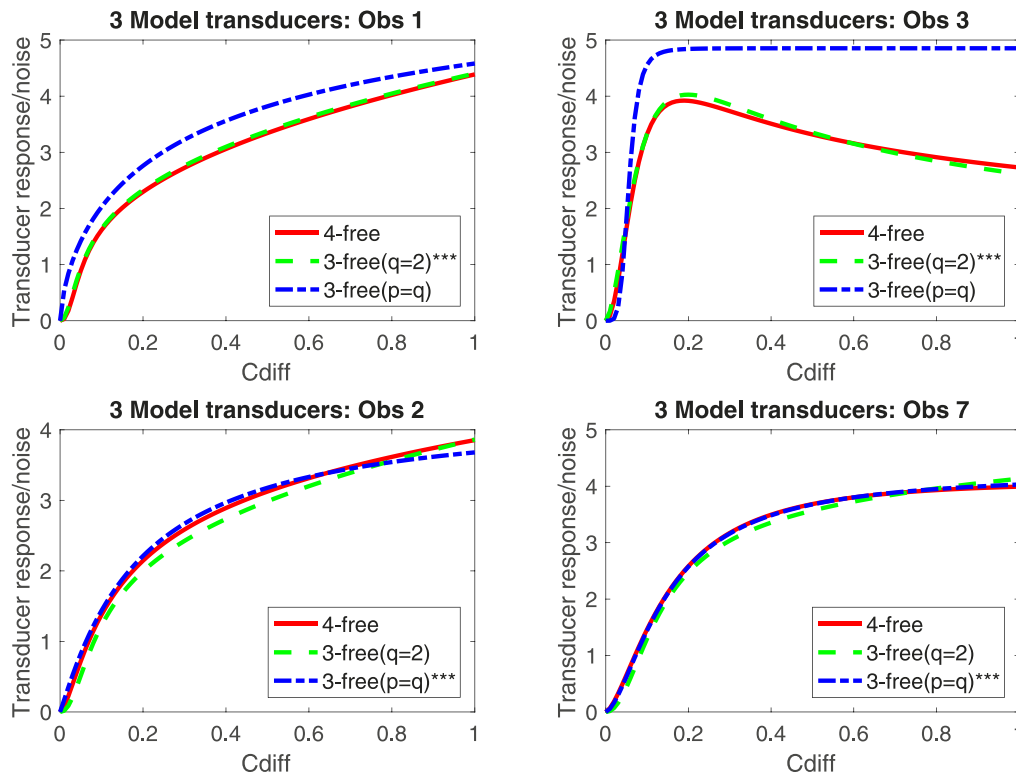 3 Model transducers: Obs 1
Transducer response/noise
5
4
3
2
1
0
0 0.2 0.4 0.6 0.8 1
Cdiff
4-free
3-free(q=2)***
3-free(p=q)
3 Model transducers: Obs 3
Transducer response/noise
5
4
3
2
1
0
0 0.2 0.4 0.6 0.8 1
Cdiff
4-free
3-free(q=2)***
3-free(p=q)
3 Model transducers: Obs 2
Transducer response/noise
4
3
2
1
0
0 0.2 0.4 0.6 0.8 1
Cdiff
4-free
3-free(q=2)
3-free(p=q)***
3 Model transducers: Obs 7
Transducer response/noise
5
4
3
2
1
0
0 0.2 0.4 0.6 0.8 1
Cdiff
4-free
3-free(q=2)
3-free(p=q)***